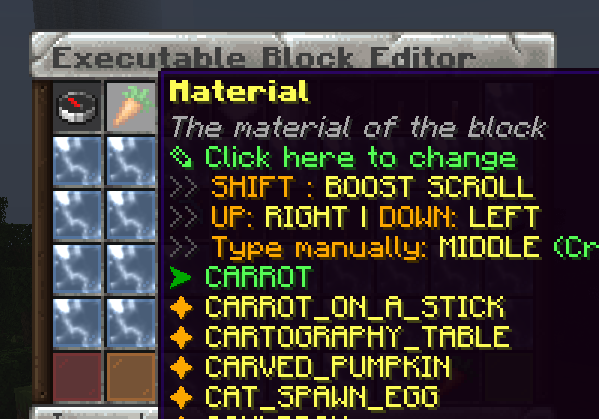 Executable Block Editor
Material
The material of the block
✎ Click here to change
>> SHIFT : BOOST SCROLL
>> UP: RIGHT | DOWN: LEFT
>> Type manually: MIDDLE (Cr
➤ CARROT
✦ CARROT_ON_A_STICK
✦ CARTOGRAPHY_TABLE
✦ CARVED_PUMPKIN
✦ CAT_SPAWN_EGG